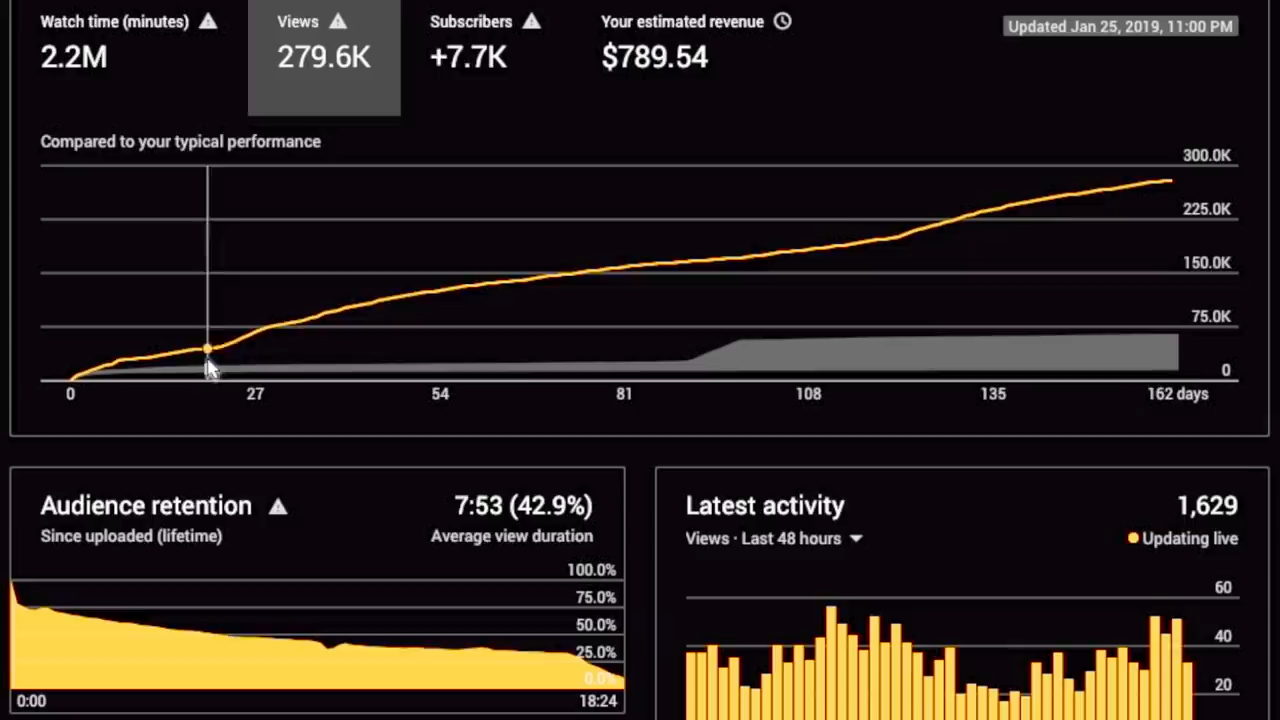 Watch time (minutes)
2.2M
Views
279.6K
Subscribers
+7.7K
Your estimated revenue
$789.54
Updated Jan 25, 2019, 11:00 PM
Compared to your typical performance
300.0K
225.0K
150.0K
75.0K
0
0 27 54 81 108 135 162 days
Audience retention
7:53 (42.9%)
Since uploaded (lifetime)
Average view duration
100.0%
75.0%
50.0%
25.0%
0.0%
0:00 18:24
Latest activity
1,629
Views · Last 48 hours
Updating live
60
40
20